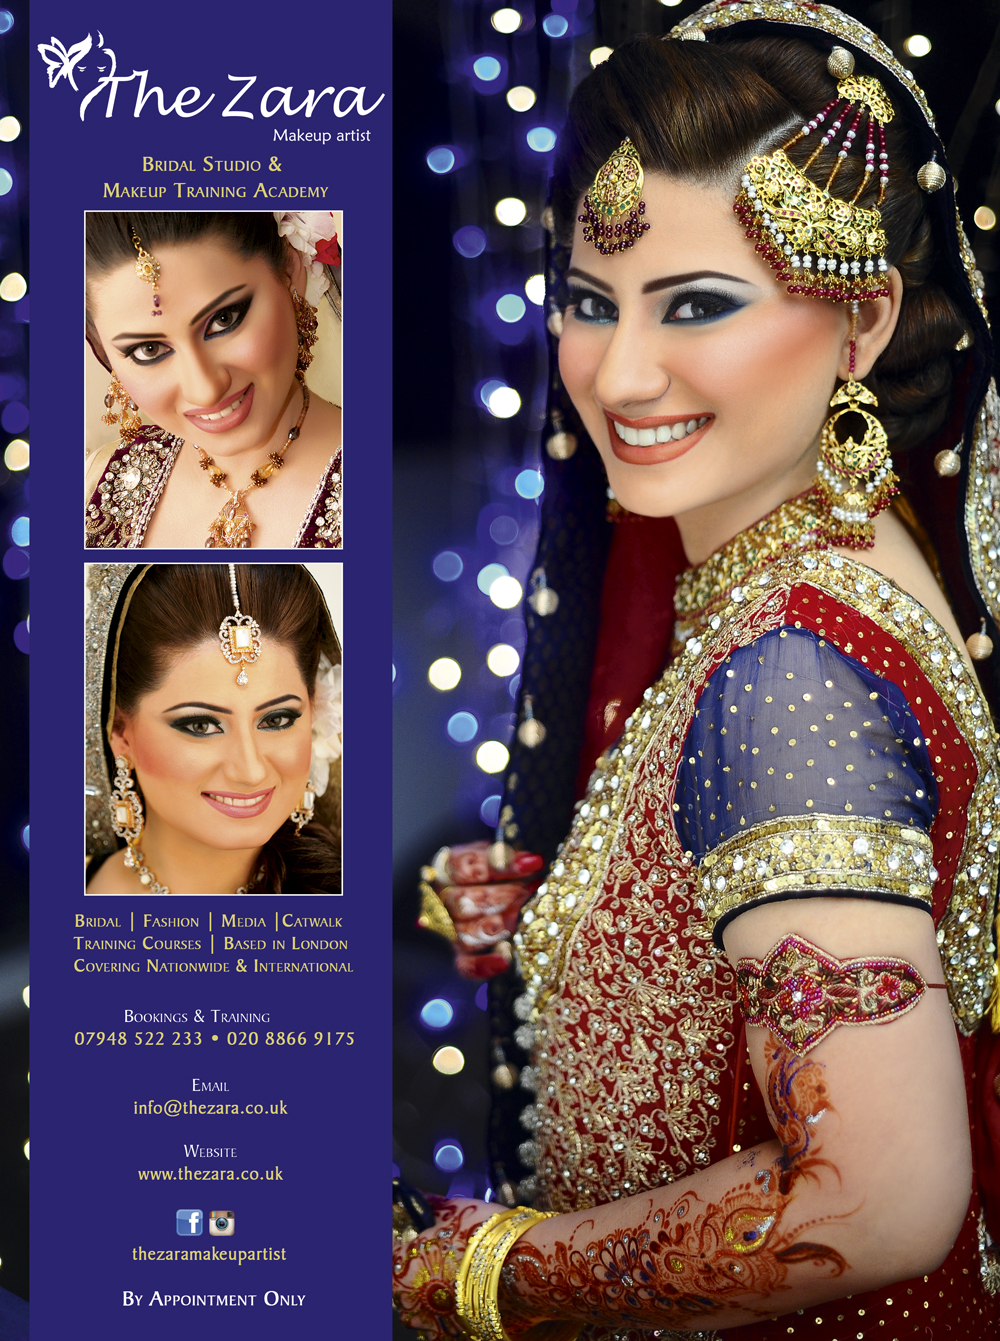 The Zara
Makeup artist
Bridal Studio &
Makeup Training Academy
Bridal | Fashion | Media |Catwalk
Training Courses | Based in London
Covering Nationwide & International
Bookings & Training
07948 522 233 • 020 8866 9175
Email
info@thezara.co.uk
Website
www.thezara.co.uk
f
thezaramakeupartist
By Appointment Only